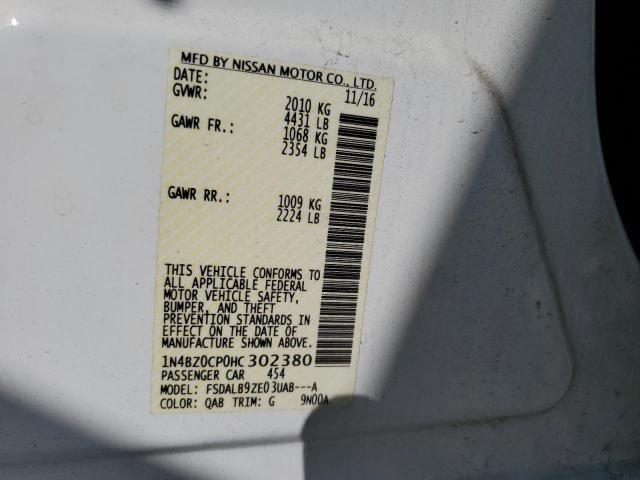 MFD BY NISSAN MOTOR CO., LTD.
DATE: 11/16
GVWR: 2010 KG
4431 LB
GAWR FR.: 1068 KG
2354 LB
GAWR RR.: 1009 KG
2224 LB
THIS VEHICLE CONFORMS TO
ALL APPLICABLE FEDERAL
MOTOR VEHICLE SAFETY,
BUMPER, AND THEFT
PREVENTION STANDARDS IN
EFFECT ON THE DATE OF
MANUFACTURE SHOWN ABOVE.
1N4BZ0CP0HC302380
PASSENGER CAR 454
MODEL: FSDALB9ZE03UAB---A
COLOR: QAB TRIM: G 9N00A